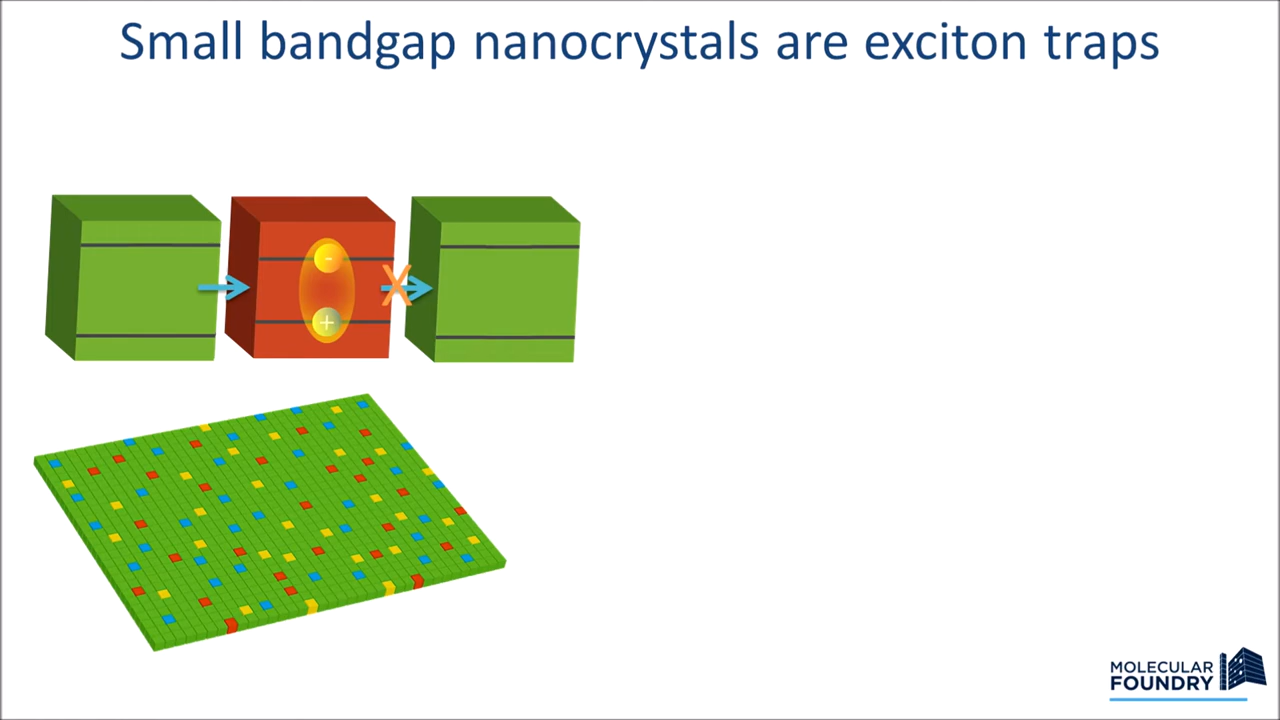 Small bandgap nanocrystals are exciton traps
-
+
X
MOLECULAR
FOUNDRY